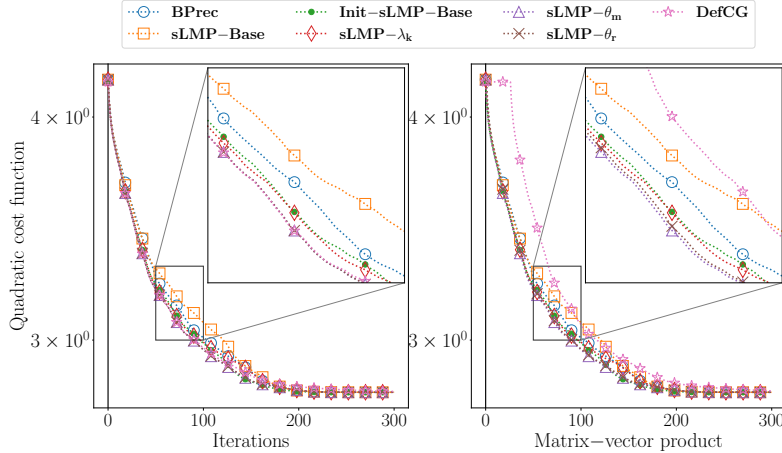 BPrec Init−sLMP−Base sLMP−θm DefCG
sLMP−Base sLMP−λk sLMP−θr
Quadratic cost function
4 × 10⁰
3 × 10⁰
0 100 200 300
Iterations
4 × 10⁰
3 × 10⁰
0 100 200 300
Matrix−vector product